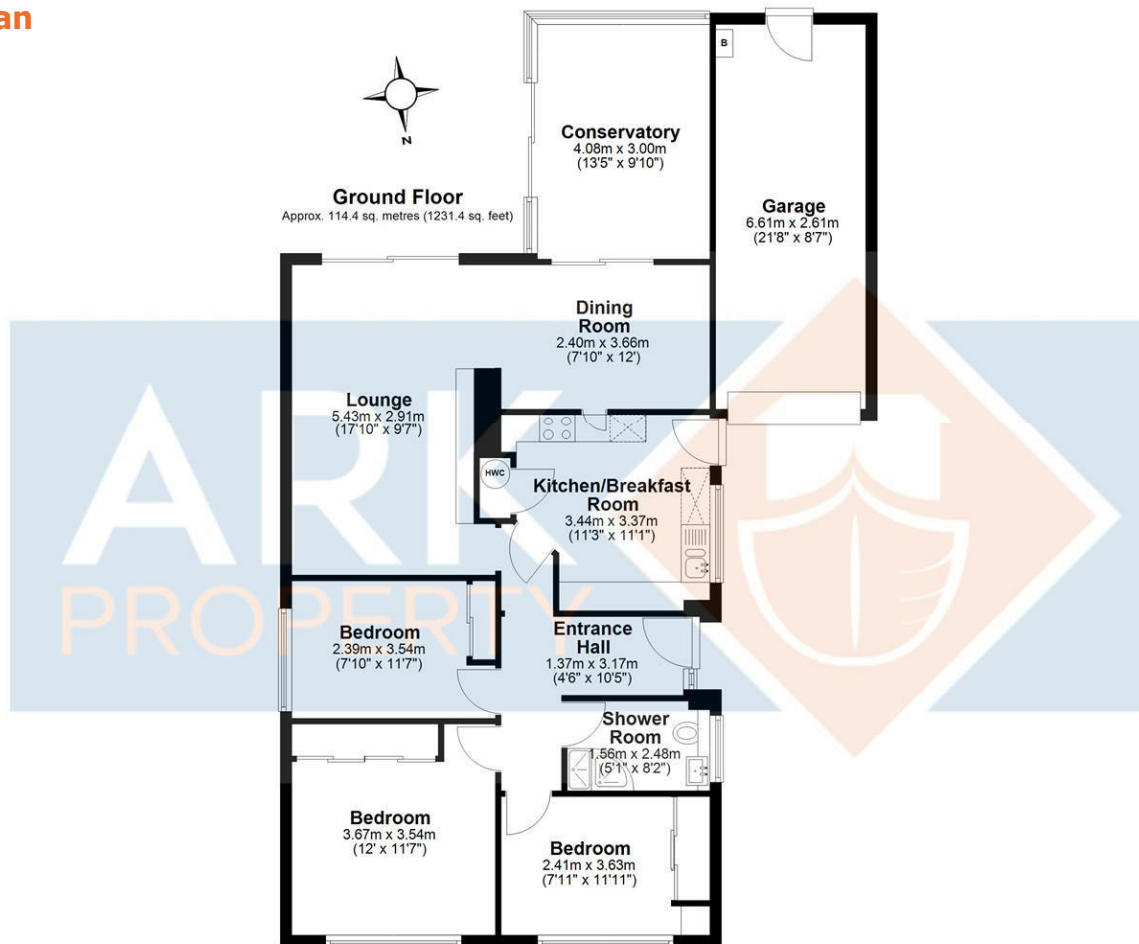 an
N
Ground Floor
Approx. 114.4 sq. metres (1231.4 sq. feet)
Conservatory
4.08m x 3.00m
(13'5" x 9'10")
B
Garage
6.61m x 2.61m
(21'8" x 8'7")
Dining
Room
2.40m x 3.66m
(7'10" x 12')
Lounge
5.43m x 2.91m
(17'10" x 9'7")
HWC
Kitchen/Breakfast
Room
3.44m x 3.37m
(11'3" x 11'1")
Bedroom
2.39m x 3.54m
(7'10" x 11'7")
Entrance
Hall
1.37m x 3.17m
(4'6" x 10'5")
Shower
Room
1.56m x 2.48m
(5'1" x 8'2")
Bedroom
3.67m x 3.54m
(12' x 11'7")
Bedroom
2.41m x 3.63m
(7'11" x 11'11")
ARK
PROPERTY